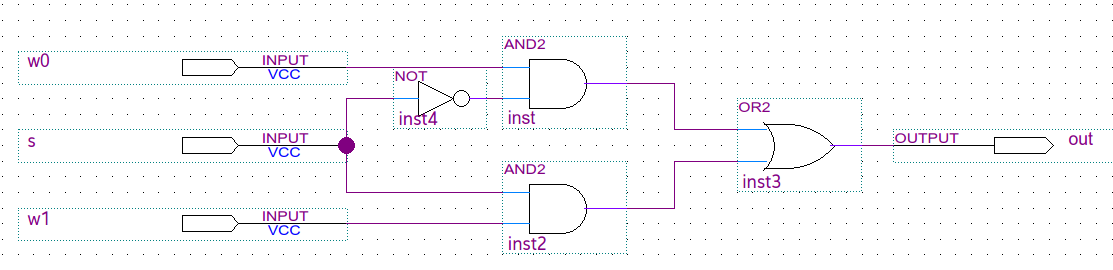 AND2
w0
INPUT
VCC
NOT
inst4
inst
OR2
s
INPUT
VCC
OUTPUT
out
AND2
inst3
w1
INPUT
VCC
inst2